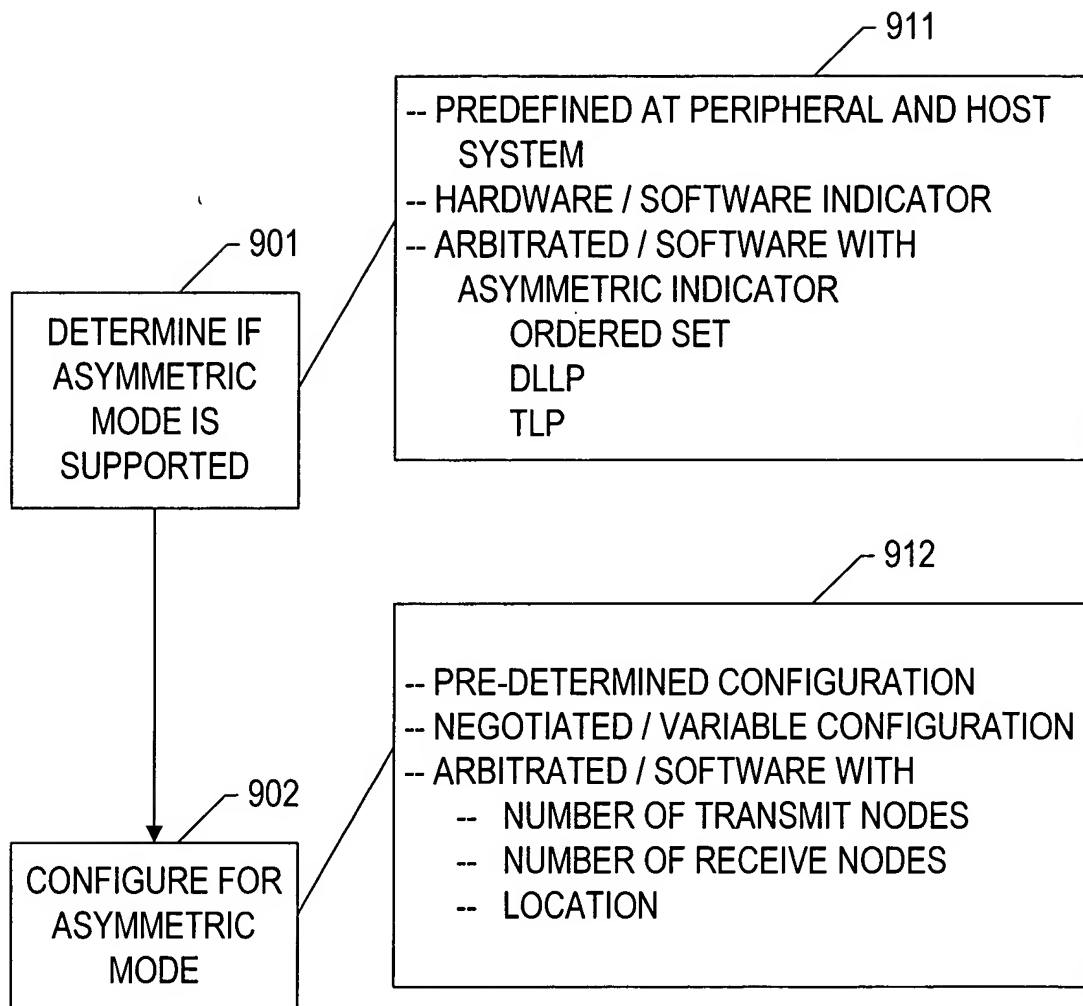 911
-- PREDEFINED AT PERIPHERAL AND HOST
SYSTEM
-- HARDWARE / SOFTWARE INDICATOR
-- ARBITRATED / SOFTWARE WITH
ASYMMETRIC INDICATOR
ORDERED SET
DLLP
TLP
901
DETERMINE IF
ASYMMETRIC
MODE IS
SUPPORTED
912
-- PRE-DETERMINED CONFIGURATION
-- NEGOTIATED / VARIABLE CONFIGURATION
-- ARBITRATED / SOFTWARE WITH
-- NUMBER OF TRANSMIT NODES
-- NUMBER OF RECEIVE NODES
-- LOCATION
902
CONFIGURE FOR
ASYMMETRIC
MODE